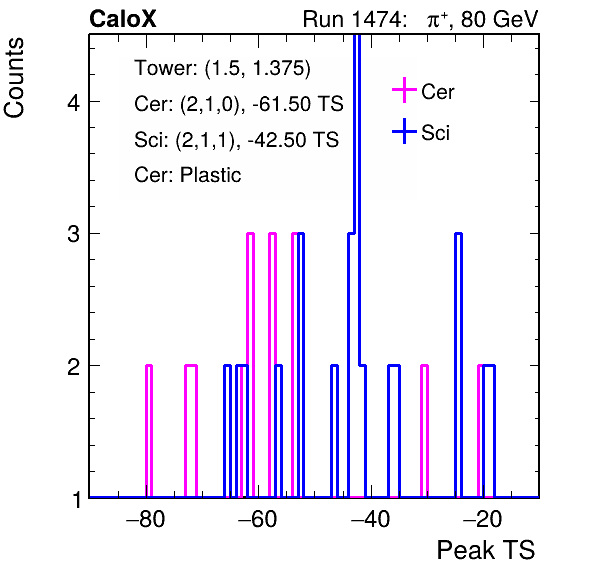 CaloX Run 1474: π⁺, 80 GeV
Counts
Tower: (1.5, 1.375)
Cer: (2,1,0), -61.50 TS
Sci: (2,1,1), -42.50 TS
Cer: Plastic
Cer
Sci
4
3
2
1
−80 −60 −40 −20
Peak TS